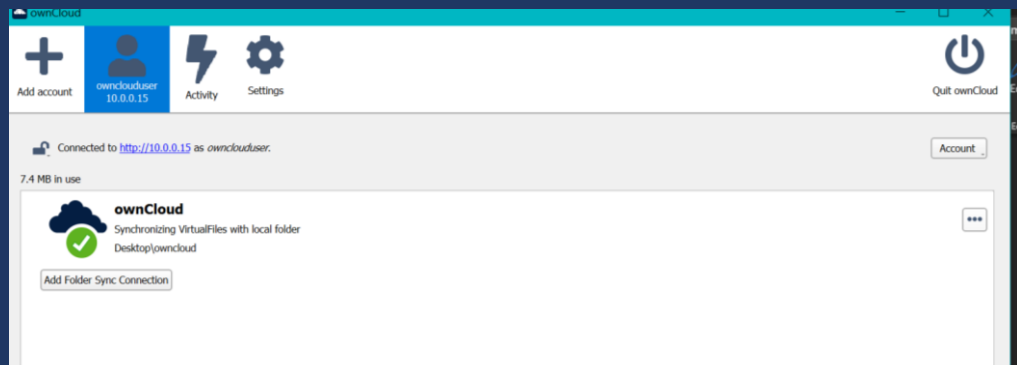 ownCloud
Add account
ownclouduser
10.0.0.15
Activity
Settings
Quit ownCloud
Connected to http://10.0.0.15 as ownclouduser.
Account
7.4 MB in use
ownCloud
Synchronizing VirtualFiles with local folder
Desktop\owncloud
Add Folder Sync Connection